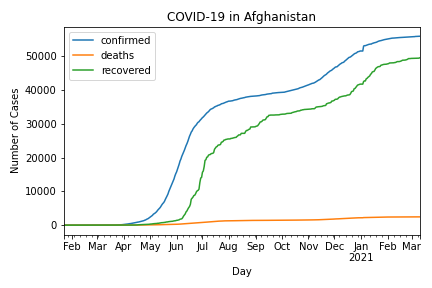 COVID-19 in Afghanistan
confirmed
deaths
recovered
Number of Cases
50000
40000
30000
20000
10000
0
Feb Mar Apr May Jun Jul Aug Sep Oct Nov Dec Jan Feb Mar
2021
Day